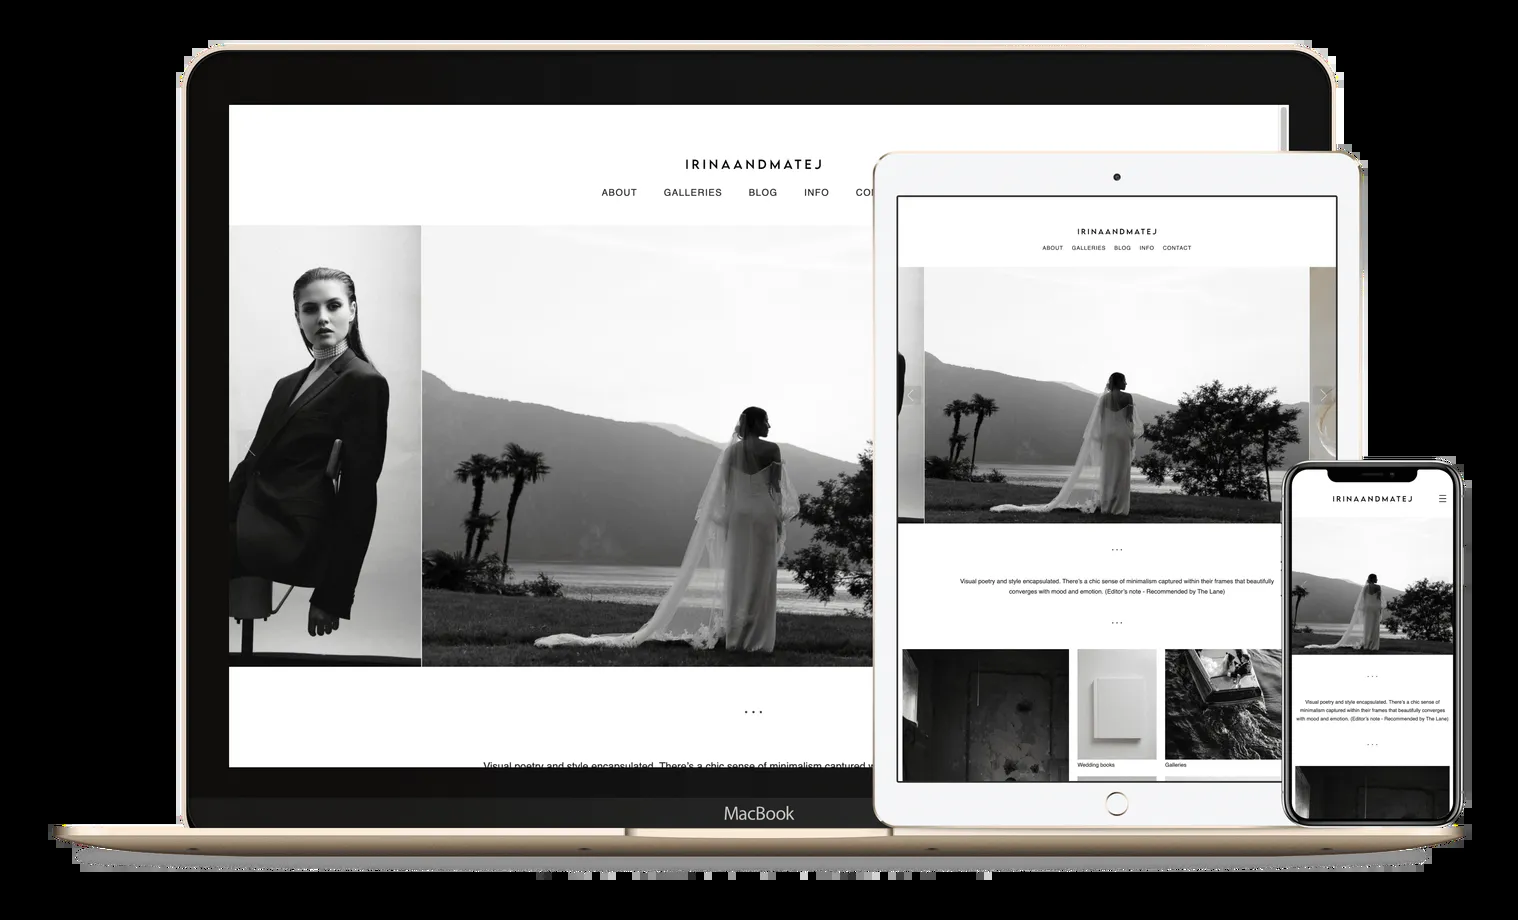 IRINAANDMATEJ
ABOUT GALLERIES BLOG INFO
Visual poetry and style encapsulated. There's a chic sense of minimalism captured
MacBook
IRINAANDMATEJ
ABOUT GALLERIES BLOG INFO CONTACT
...
Visual poetry and style encapsulated. There's a chic sense of minimalism captured within their frames that beautifully
converges with mood and emotion. (Editor's note - Recommended by The Lane)
...
Wedding books Galleries
IRINAANDMATEJ
...
Visual poetry and style encapsulated. There's a chic sense of
minimalism captured within their frames that beautifully converges
with mood and emotion. (Editor's note - Recommended by The Lane)
...